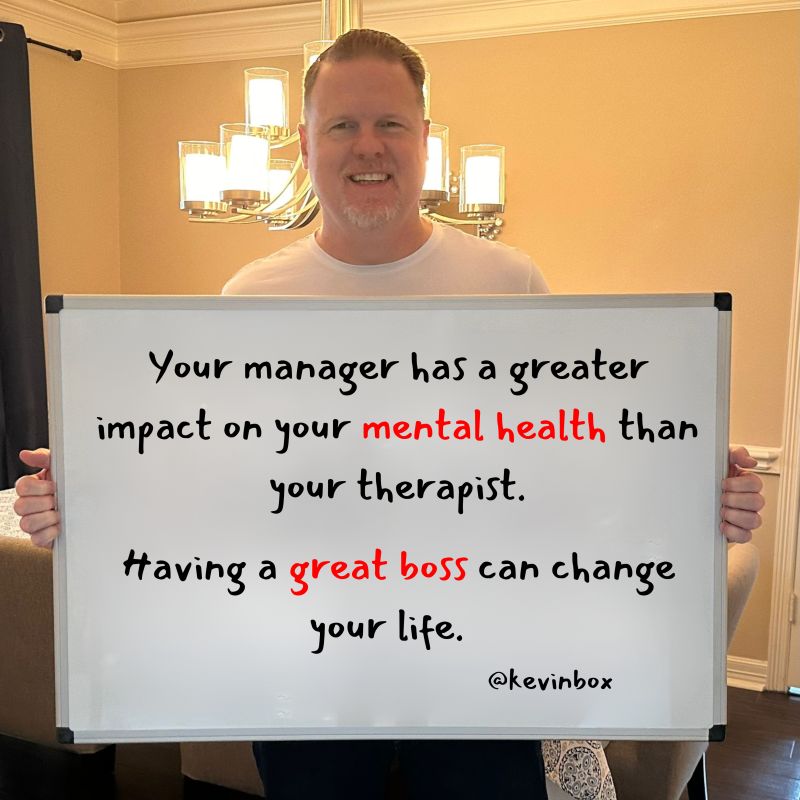 Your manager has a greater
impact on your mental health than
your therapist.
Having a great boss can change
your life.
@kevinbox